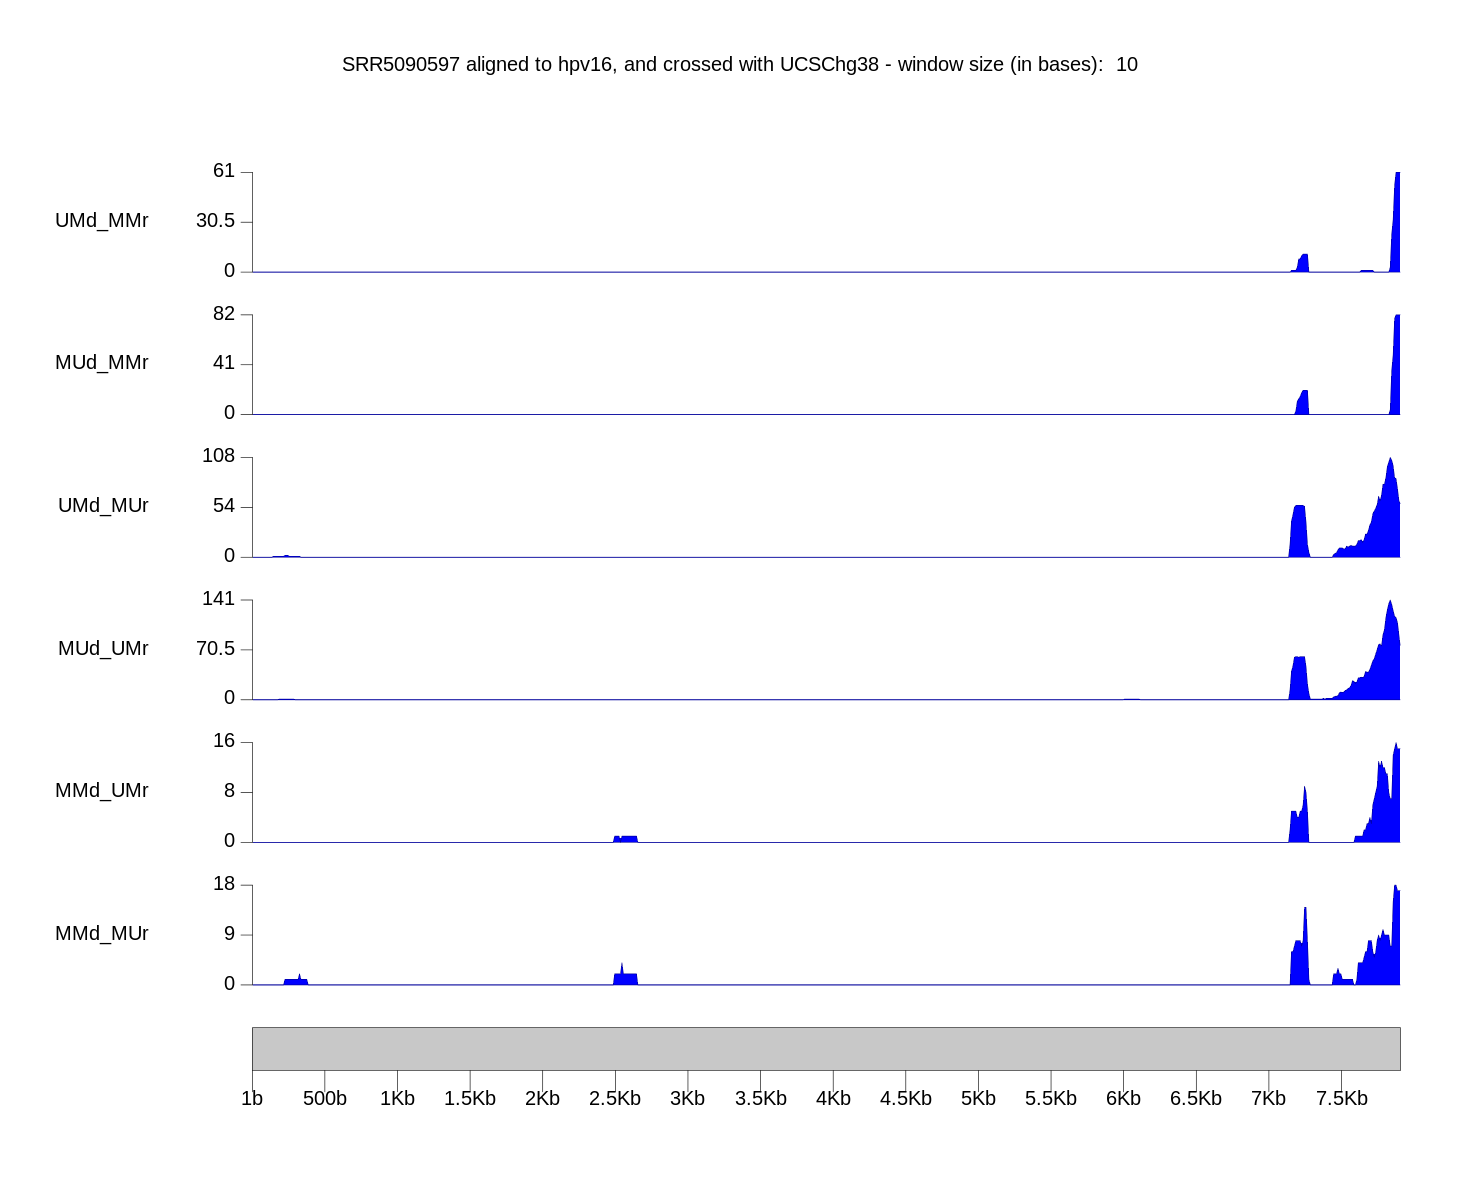 SRR5090597 aligned to hpv16, and crossed with UCSChg38 - window size (in bases):  10
61
UMd_MMr 30.5
0
82
MUd_MMr 41
0
108
UMd_MUr 54
0
141
MUd_UMr 70.5
0
16
MMd_UMr 8
0
18
MMd_MUr 9
0
1b 500b 1Kb 1.5Kb 2Kb 2.5Kb 3Kb 3.5Kb 4Kb 4.5Kb 5Kb 5.5Kb 6Kb 6.5Kb 7Kb 7.5Kb